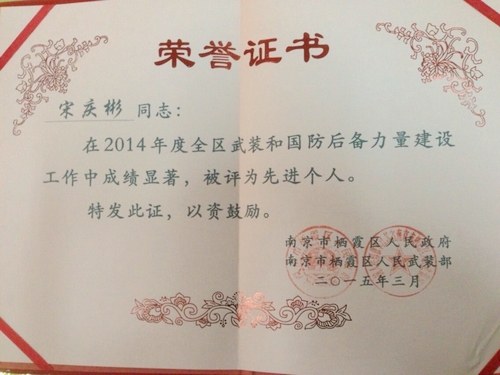 荣誉证书
宋庆彬 同志：
在2014年度全区武装和国防后备力量建设
工作中成绩显著，被评为先进个人。
特发此证，以资鼓励。
南京市栖霞区人民政府
南京市栖霞区人民武装部
二〇一五年三月